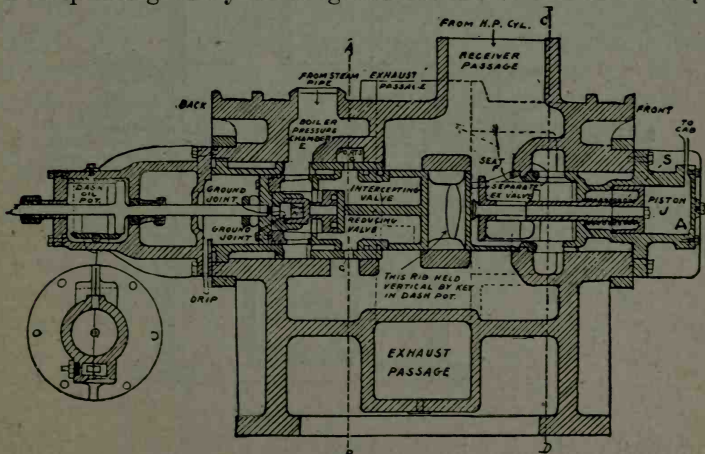 FROM H.P. CYL.
C
RECEIVER
PASSAGE
A
FROM STEAM
PIPE
EXHAUST
PASSAGE
BACK
FRONT
BOILER
PRESSURE
CHAMBER
E
PORTS
TO
CAB
S
SEAT
DASH
OIL
POT.
GROUND
JOINT
INTERCEPTING
VALVE
SEPARATE
EX VALVE
PISTON
J
A
GROUND
JOINT
REDUCING
VALVE
THIS RIB HELD
VERTICAL BY KEY
IN DASH POT.
DRIP
EXHAUST
PASSAGE
D